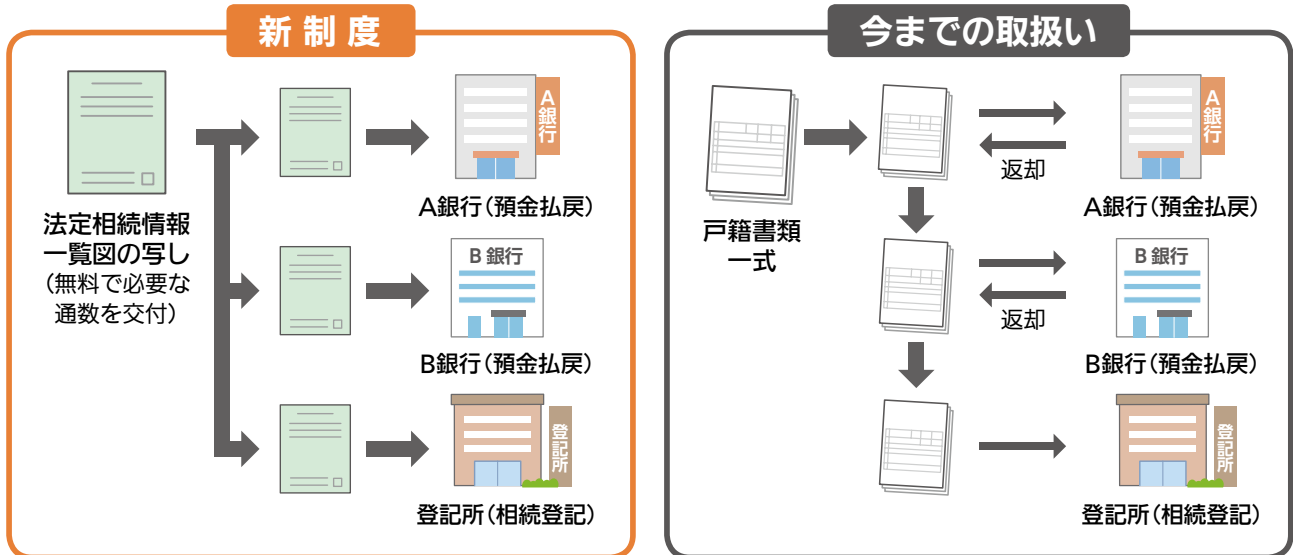 新制度
法定相続情報
一覧図の写し
(無料で必要な
通数を交付)
A銀行
A銀行(預金払戻)
B 銀行
B銀行(預金払戻)
登記所
登記所(相続登記)
今までの取扱い
戸籍書類
一式
返却
A銀行
A銀行(預金払戻)
返却
B 銀行
B銀行(預金払戻)
登記所
登記所(相続登記)